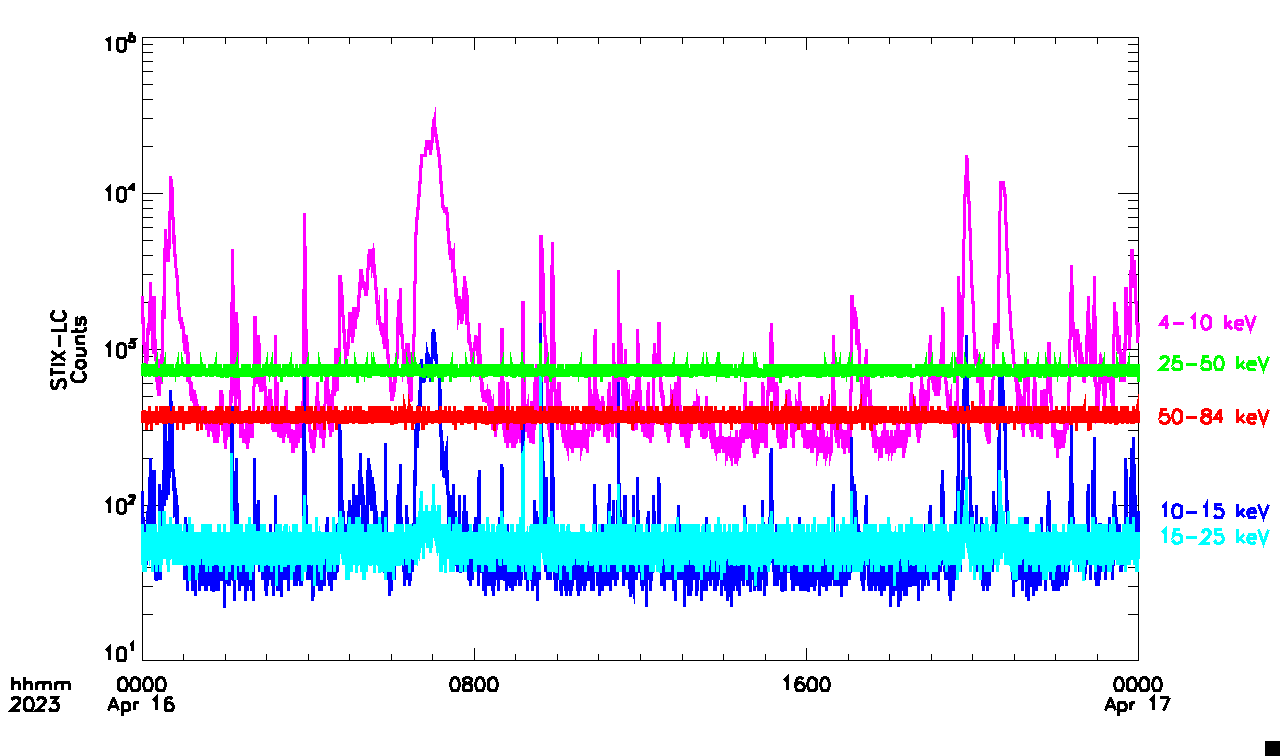 10^6
10^4
10^3
10^2
10^1
STIX-LC
Counts
4-10 keV
25-50 keV
50-84 keV
10-15 keV
15-25 keV
hhmm 0000 0800 1600 0000
2023 Apr 16 Apr 17